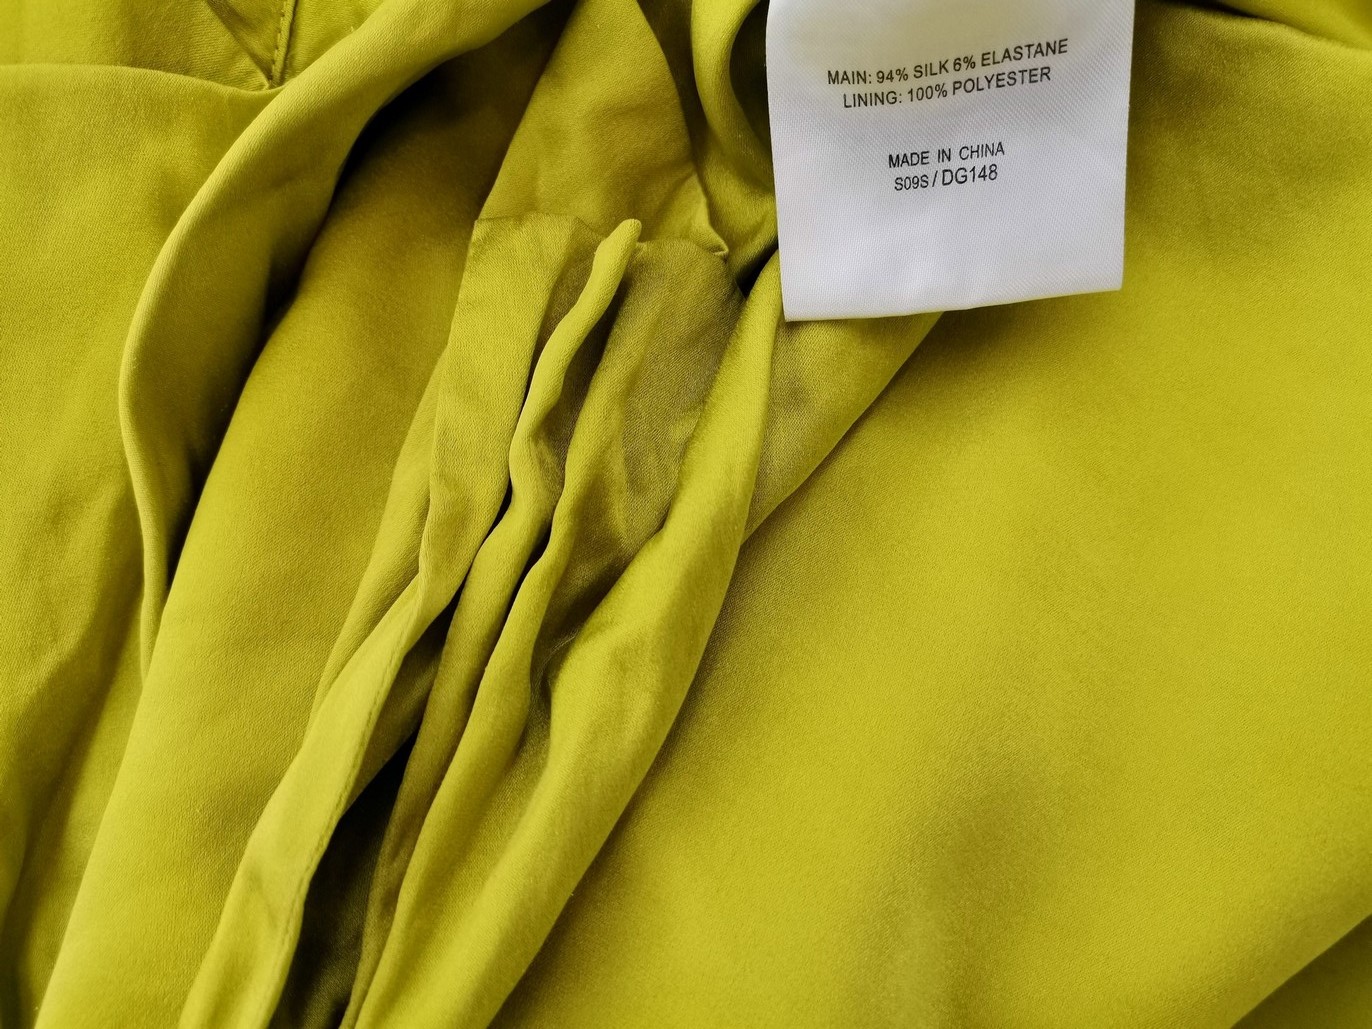 MAIN: 94% SILK 6% ELASTANE
LINING: 100% POLYESTER
MADE IN CHINA
S09S / DG148